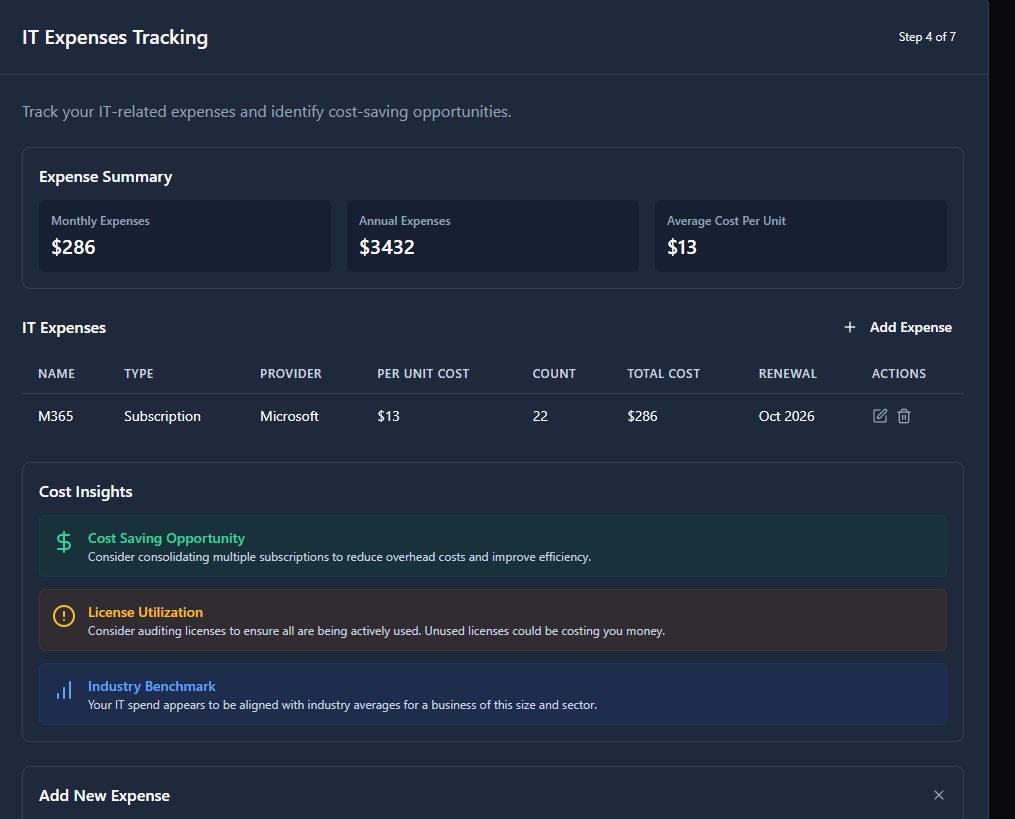 IT Expenses Tracking
Step 4 of 7
Track your IT-related expenses and identify cost-saving opportunities.
Expense Summary
Monthly Expenses
$286
Annual Expenses
$3432
Average Cost Per Unit
$13
IT Expenses
+ Add Expense
NAME TYPE PROVIDER PER UNIT COST COUNT TOTAL COST RENEWAL ACTIONS
M365 Subscription Microsoft $13 22 $286 Oct 2026
Cost Insights
Cost Saving Opportunity
Consider consolidating multiple subscriptions to reduce overhead costs and improve efficiency.
License Utilization
Consider auditing licenses to ensure all are being actively used. Unused licenses could be costing you money.
Industry Benchmark
Your IT spend appears to be aligned with industry averages for a business of this size and sector.
Add New Expense